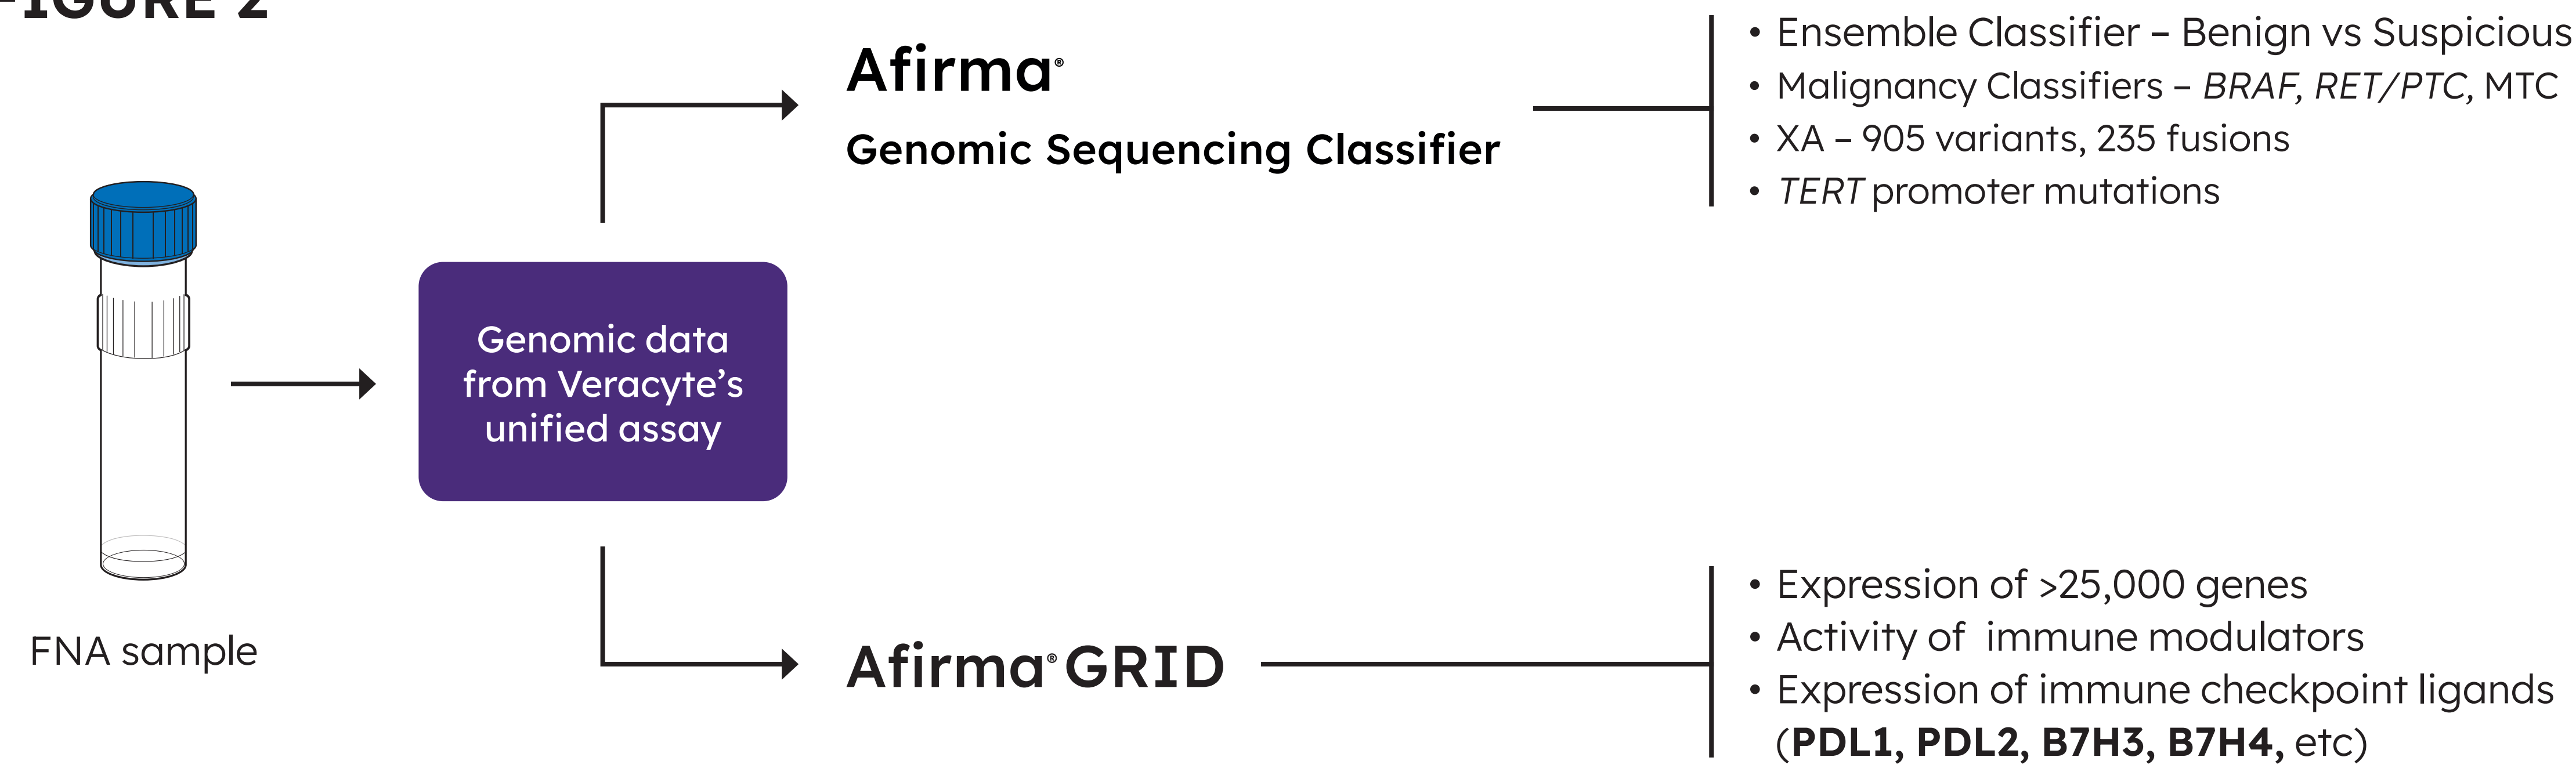 FIGURE 2
Afirma®
Genomic Sequencing Classifier
• Ensemble Classifier – Benign vs Suspicious
• Malignancy Classifiers – BRAF, RET/PTC, MTC
• XA – 905 variants, 235 fusions
• TERT promoter mutations
FNA sample
Genomic data
from Veracyte’s
unified assay
Afirma® GRID
• Expression of >25,000 genes
• Activity of  immune modulators
• Expression of immune checkpoint ligands
(PDL1, PDL2, B7H3, B7H4, etc)